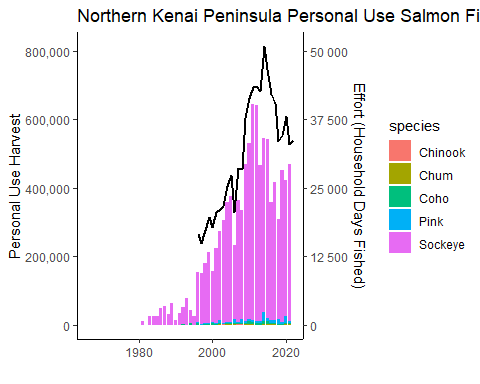 Northern Kenai Peninsula Personal Use Salmon Fi
800,000
600,000
400,000
200,000
0
Personal Use Harvest
1980
2000
2020
50 000
37 500
25 000
12 500
0
Effort (Household Days Fished)
species
Chinook
Chum
Coho
Pink
Sockeye